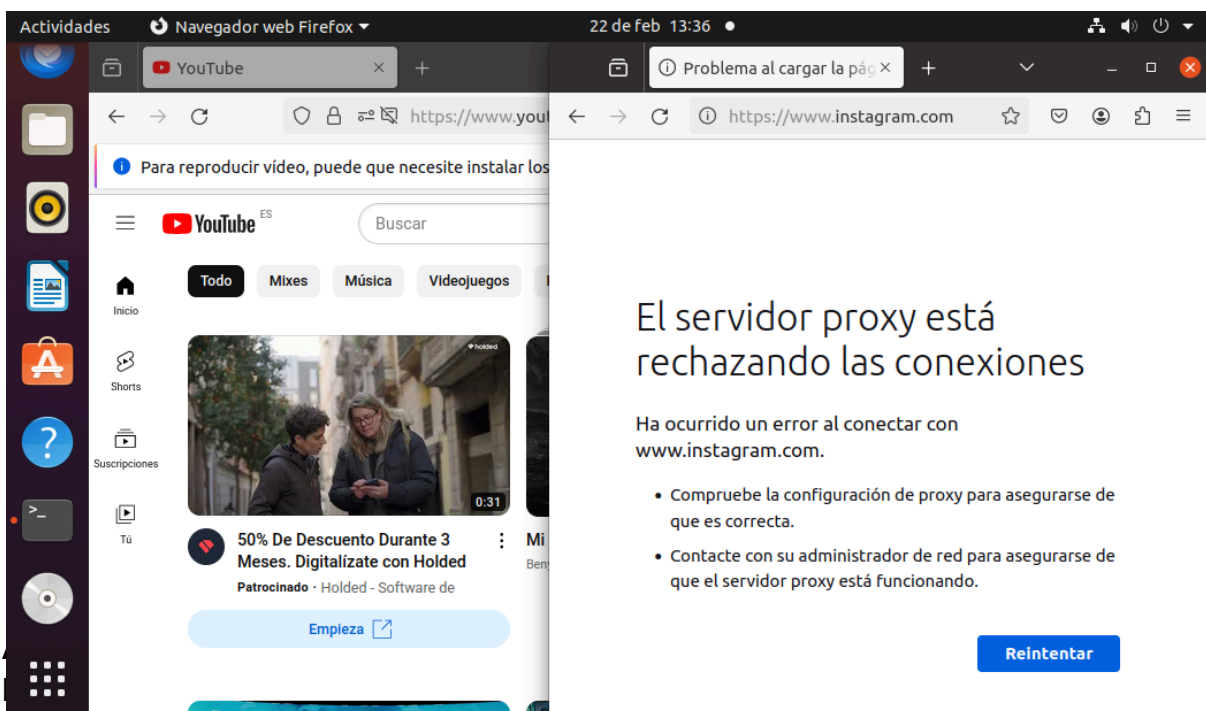 Actividades
Navegador web Firefox
22 de feb 13:36
YouTube
Problema al cargar la pág
https://www.yout
https://www.instagram.com
Para reproducir vídeo, puede que necesite instalar los
YouTube ES
Buscar
Todo
Mixes
Música
Videojuegos
Inicio
Shorts
Suscripciones
Tú
holded
0:31
50% De Descuento Durante 3
Meses. Digitalízate con Holded
Patrocinado · Holded - Software de
Empieza
Mi
Ben
El servidor proxy está
rechazando las conexiones
Ha ocurrido un error al conectar con
www.instagram.com.
• Compruebe la configuración de proxy para asegurarse de
que es correcta.
• Contacte con su administrador de red para asegurarse de
que el servidor proxy está funcionando.
Reintentar